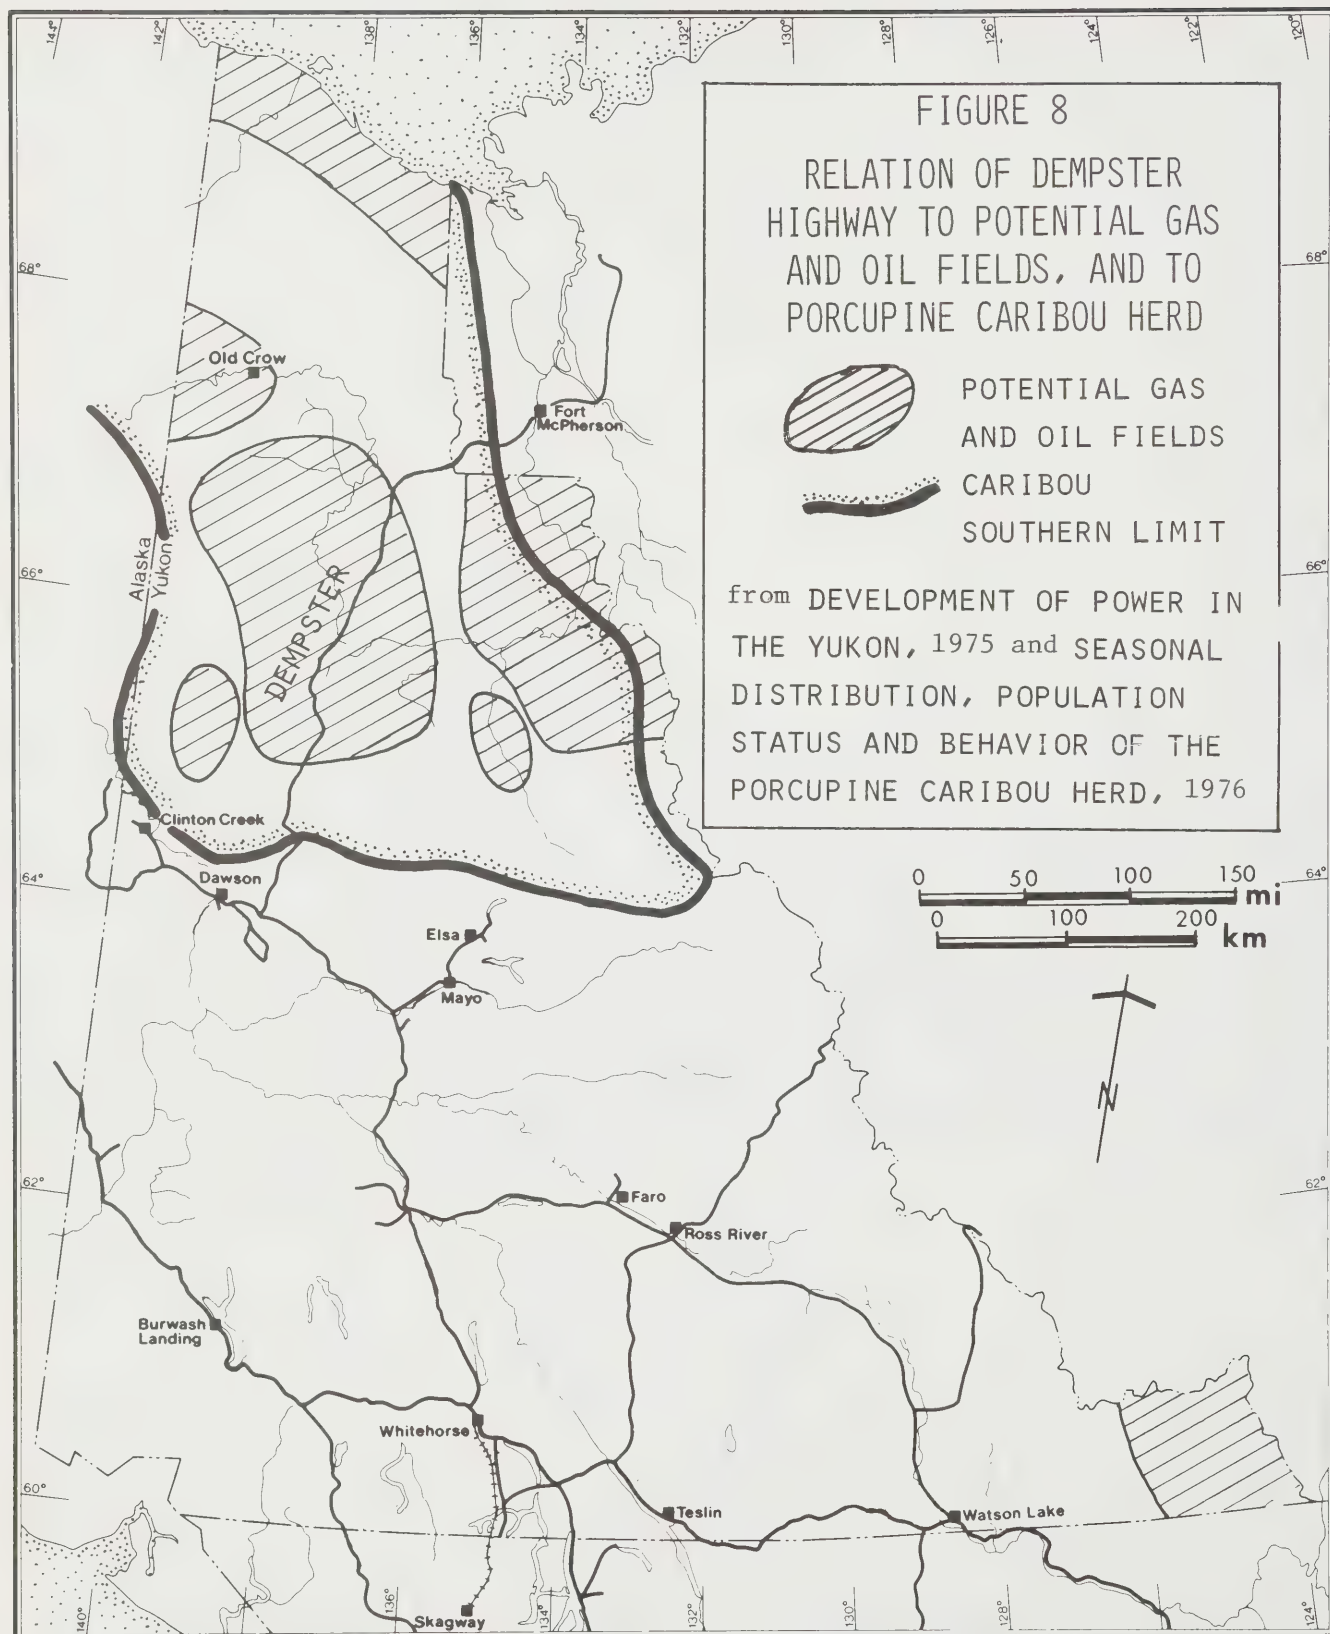 144°
142°
138°
136°
134°
132°
130°
128°
126°
124°
122°
120°
FIGURE 8
RELATION OF DEMPSTER
HIGHWAY TO POTENTIAL GAS
AND OIL FIELDS, AND TO
PORCUPINE CARIBOU HERD
POTENTIAL GAS
AND OIL FIELDS
CARIBOU
SOUTHERN LIMIT
from DEVELOPMENT OF POWER IN
THE YUKON, 1975 and SEASONAL
DISTRIBUTION, POPULATION
STATUS AND BEHAVIOR OF THE
PORCUPINE CARIBOU HERD, 1976
68°
68°
Old Crow
Fort
McPherson
Alaska
Yukon
66°
66°
DEMPSTER
Clinton Creek
Dawson
64°
64°
0 50 100 150 mi
0 100 200 km
Elsa
Mayo
N
62°
62°
Faro
Ross River
Burwash
Landing
Whitehorse
60°
Teslin
Watson Lake
Skagway
140°
136°
134°
132°
130°
128°
124°